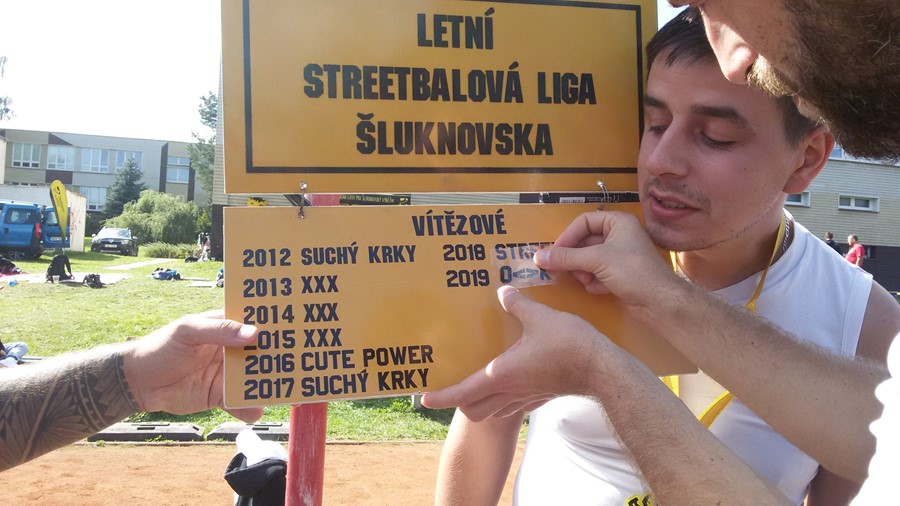 LETNÍ
STREETBALOVÁ LIGA
ŠLUKNOVSKA
VÍTĚZOVÉ
2012 SUCHÝ KRKY
2013 XXX
2014 XXX
2015 XXX
2016 CUTE POWER
2017 SUCHÝ KRKY
2018
2019